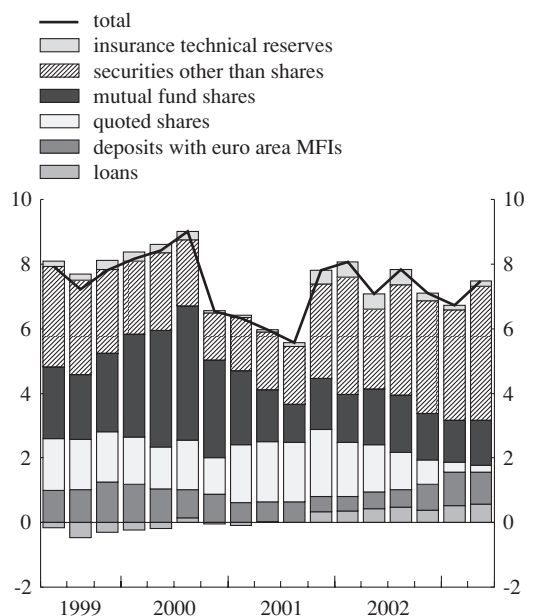 total
insurance technical reserves
securities other than shares
mutual fund shares
quoted shares
deposits with euro area MFIs
loans
10 10
8 8
6 6
4 4
2 2
0 0
-2 -2
1999 2000 2001 2002